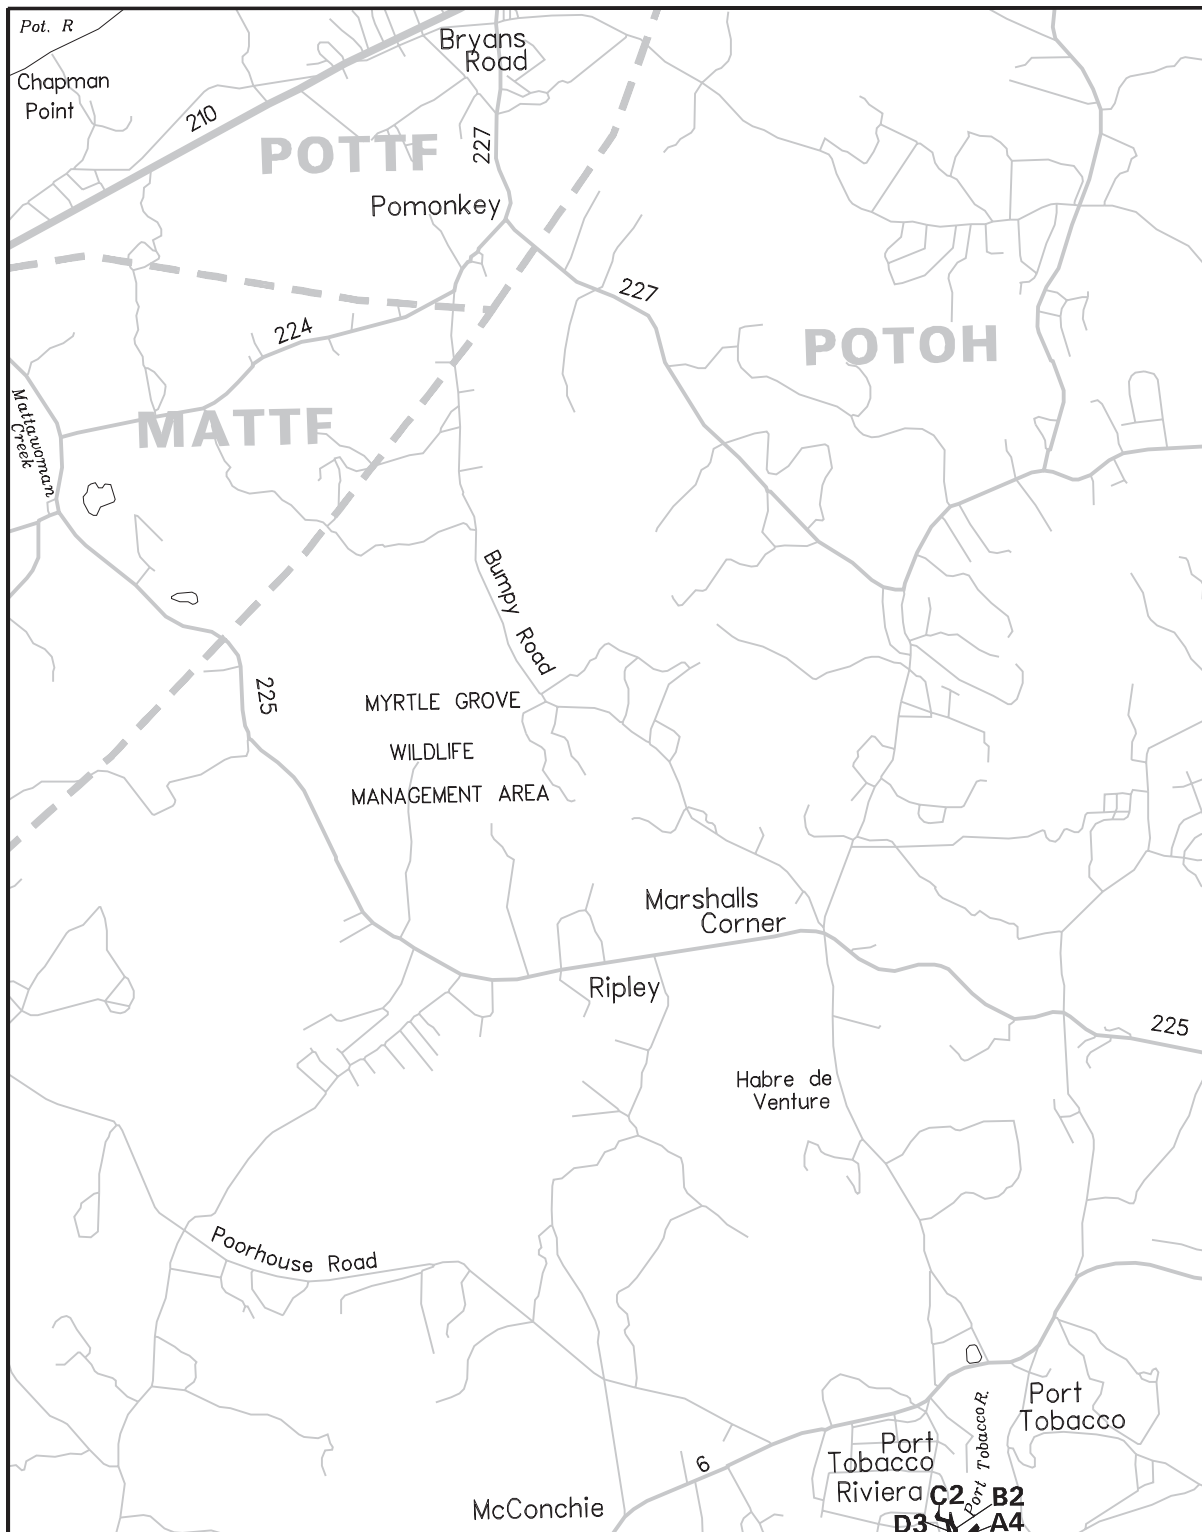 Pot. R
Bryans
Road
Chapman
Point
210
POTTF
227
Pomonkey
227
224
POTOH
MATTF
Mattawoman
Creek
Bumpy Road
225
MYRTLE GROVE
WILDLIFE
MANAGEMENT AREA
Marshalls
Corner
Ripley
225
Habre de
Venture
Poorhouse Road
Port
Tobacco
Port Tobacco R.
Port
Tobacco
Riviera
6
McConchie
C2
B2
D3
A4